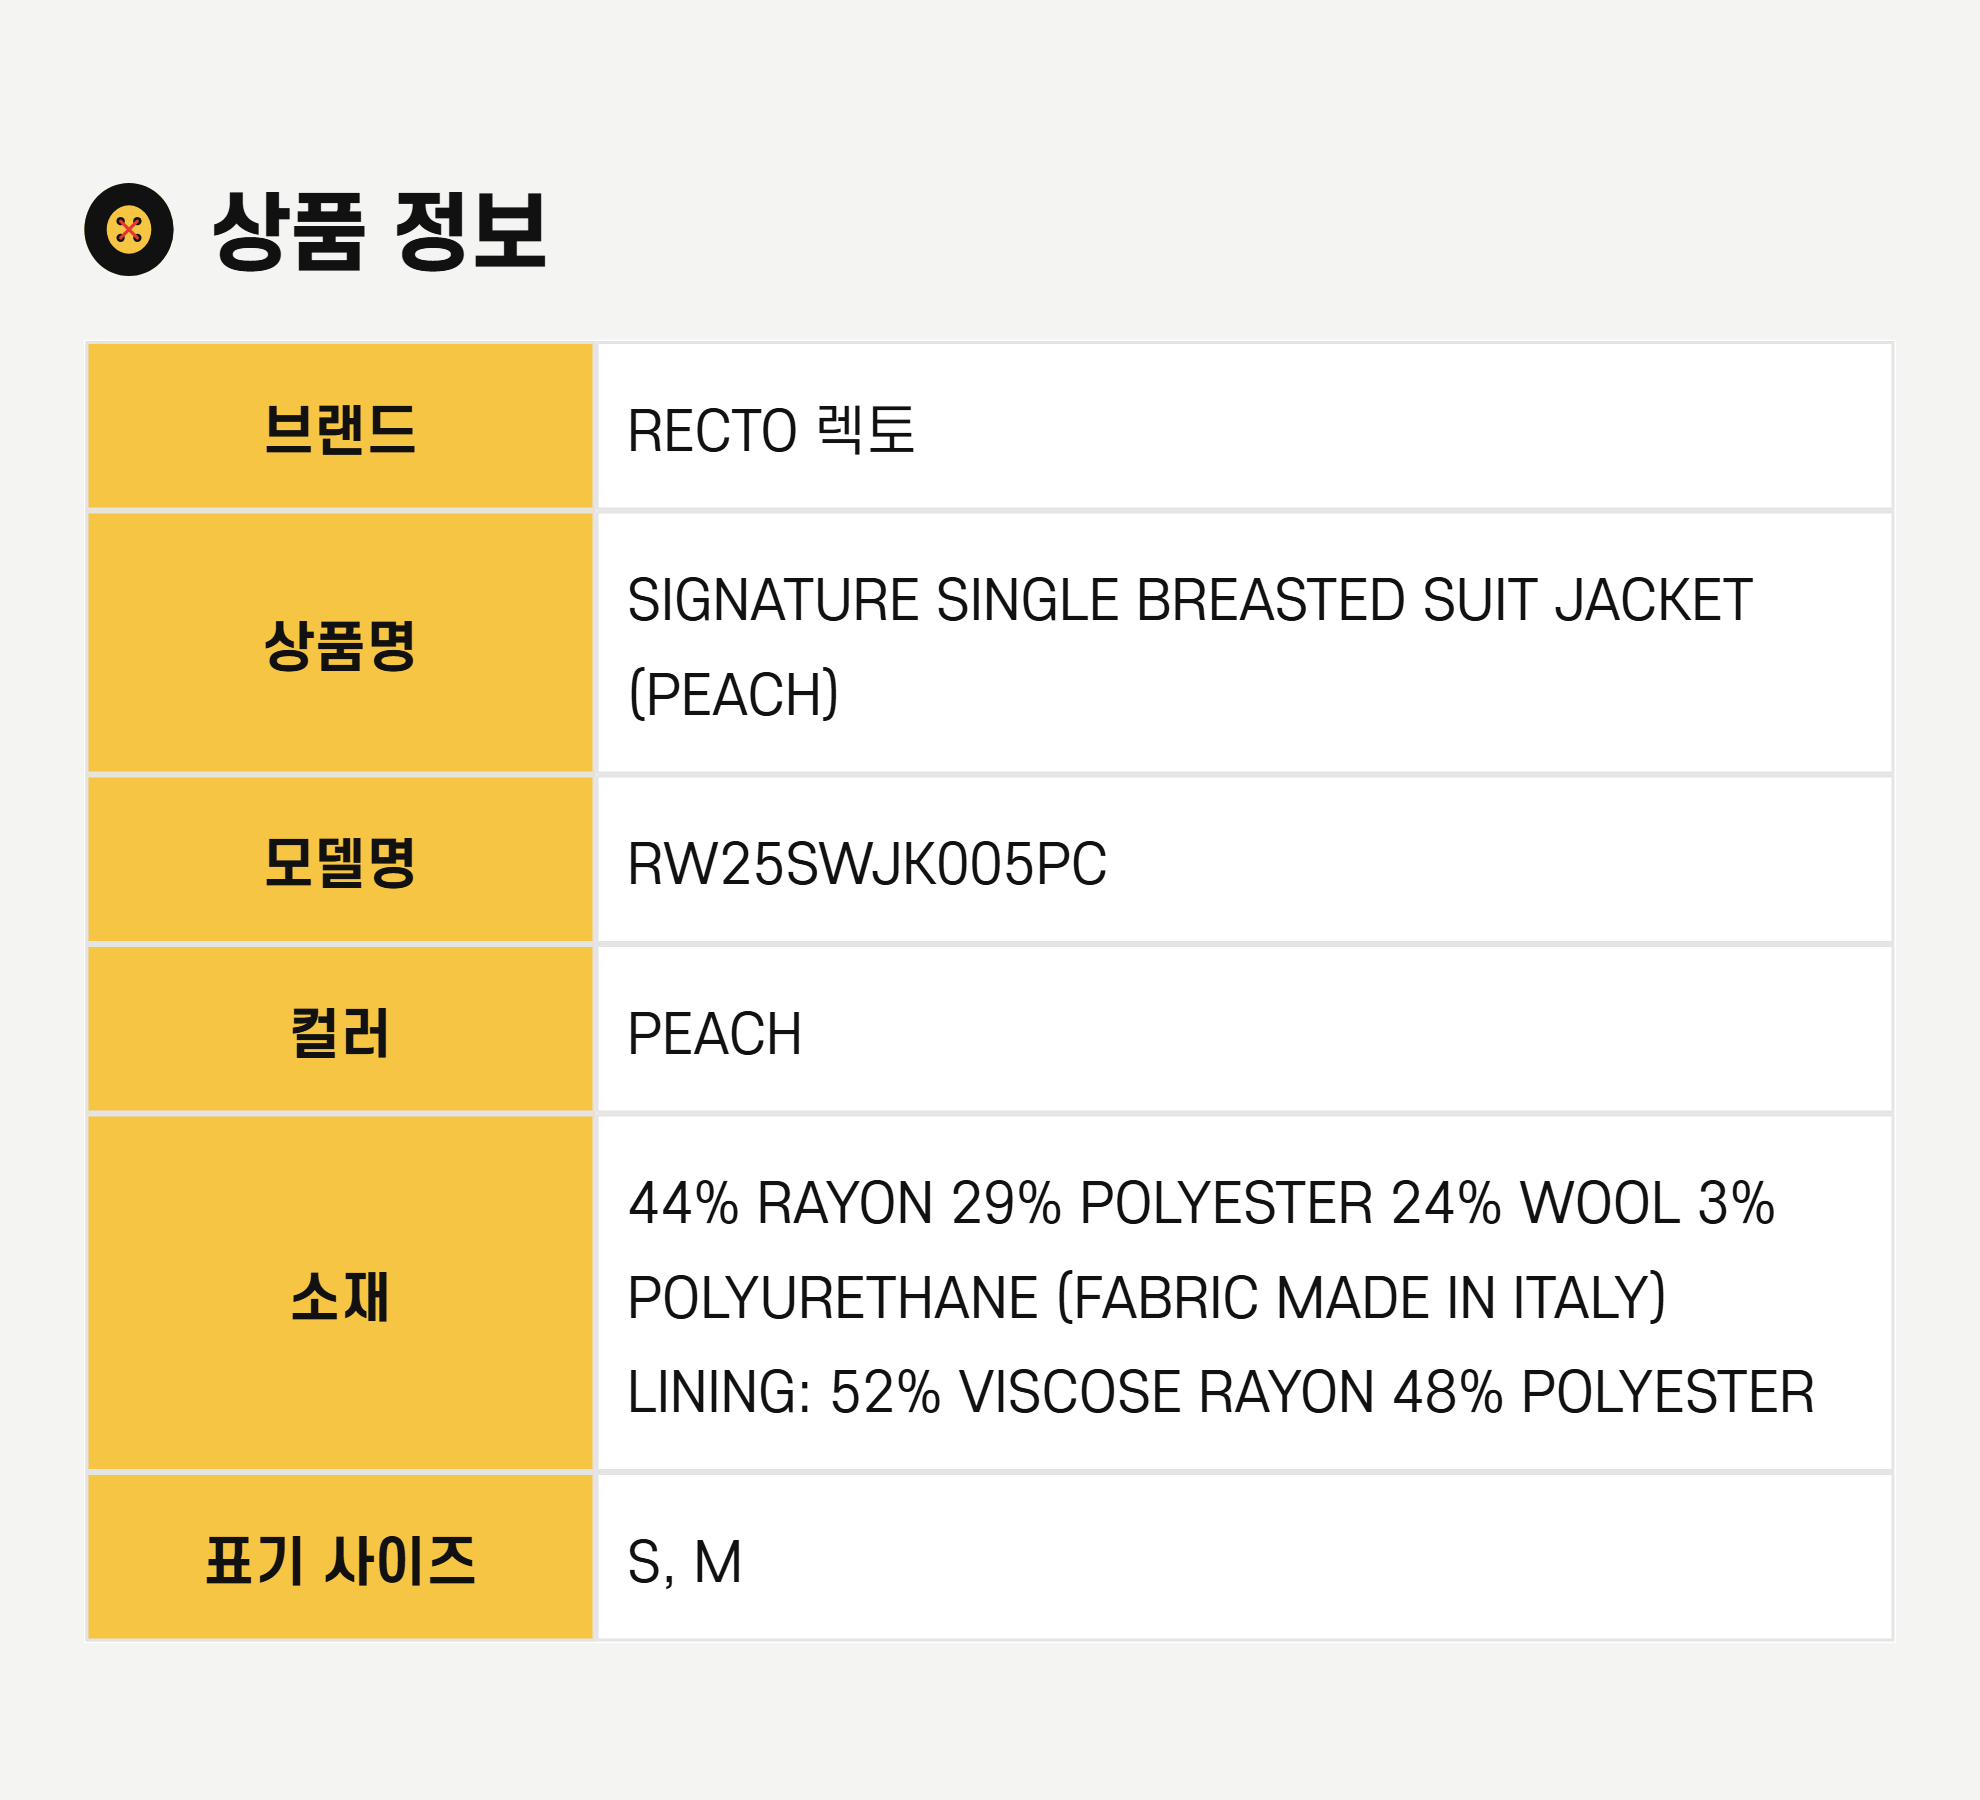 상품 정보
브랜드
RECTO 렉토
상품명
SIGNATURE SINGLE BREASTED SUIT JACKET
(PEACH)
모델명
RW25SWJK005PC
컬러
PEACH
소재
44% RAYON 29% POLYESTER 24% WOOL 3%
POLYURETHANE (FABRIC MADE IN ITALY)
LINING: 52% VISCOSE RAYON 48% POLYESTER
표기 사이즈
S, M